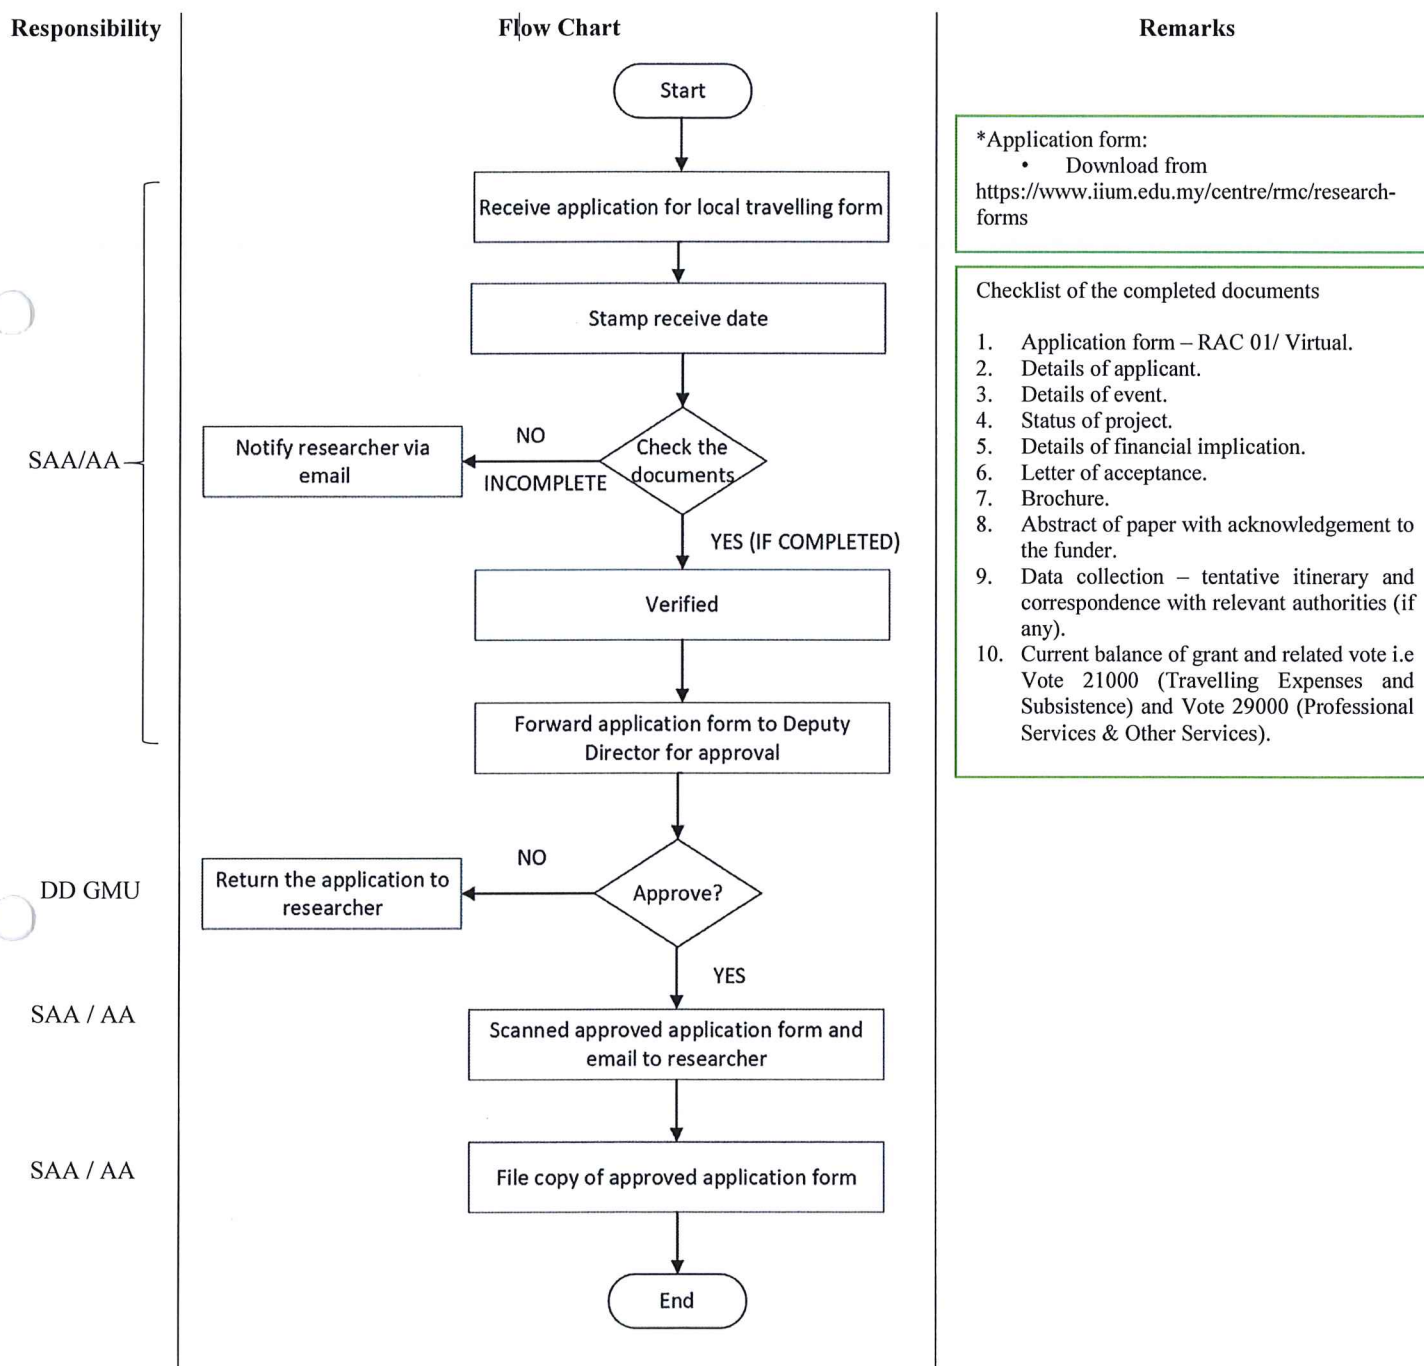 Responsibility
Flow Chart
Remarks
Start
*Application form:
• Download from
https://www.iium.edu.my/centre/rmc/research-
forms
Receive application for local travelling form
Stamp receive date
Checklist of the completed documents
1. Application form – RAC 01/ Virtual.
2. Details of applicant.
3. Details of event.
4. Status of project.
5. Details of financial implication.
6. Letter of acceptance.
7. Brochure.
8. Abstract of paper with acknowledgement to
the funder.
9. Data collection – tentative itinerary and
correspondence with relevant authorities (if
any).
10. Current balance of grant and related vote i.e
Vote 21000 (Travelling Expenses and
Subsistence) and Vote 29000 (Professional
Services & Other Services).
SAA/AA
Notify researcher via
email
NO
INCOMPLETE
Check the
documents
YES (IF COMPLETED)
Verified
Forward application form to Deputy
Director for approval
DD GMU
Return the application to
researcher
NO
Approve?
YES
SAA / AA
Scanned approved application form and
email to researcher
SAA / AA
File copy of approved application form
End